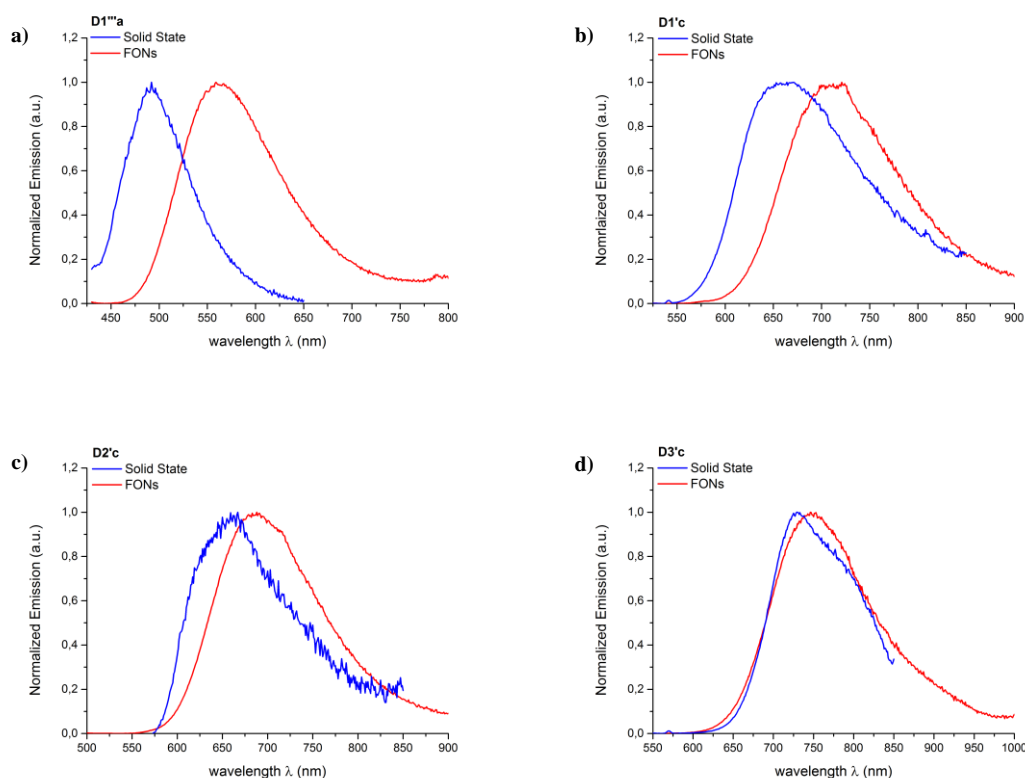 a)
D1'''a
Solid State
FONs
Normalized Emission (a.u.)
1,2
1,0
0,8
0,6
0,4
0,2
0,0
450 500 550 600 650 700 750 800
wavelength λ (nm)
b)
D1'c
Solid State
FONs
Nomrlaized Emission (a.u.)
1,2
1,0
0,8
0,6
0,4
0,2
0,0
550 600 650 700 750 800 850 900
wavelength λ (nm)
c)
D2'c
Solid State
FONs
Normalized Emission (a.u.)
1,2
1,0
0,8
0,6
0,4
0,2
0,0
500 550 600 650 700 750 800 850 900
wavelength λ (nm)
d)
D3'c
Solid State
FONs
Normalized Emission (a.u.)
1,2
1,0
0,8
0,6
0,4
0,2
0,0
550 600 650 700 750 800 850 900 950 1000
wavelength λ (nm)